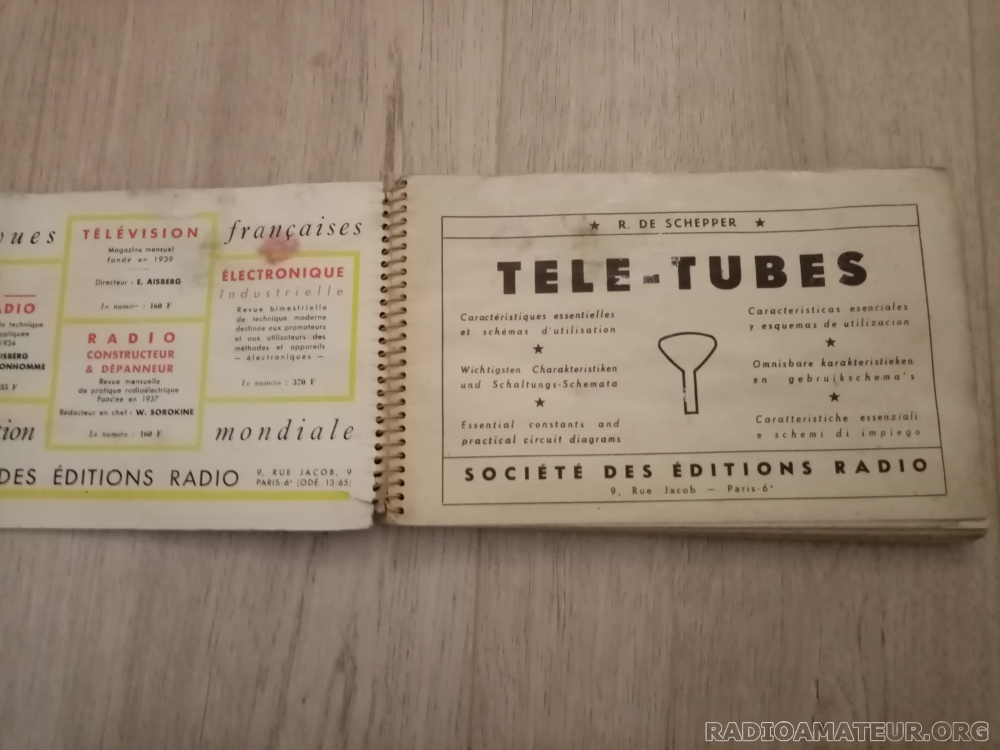 TÉLÉVISION
Magazine mensuel
fondé en 1939
Directeur : E. AISBERG
Le numéro : 160 F
RADIO
CONSTRUCTEUR
& DÉPANNEUR
Revue mensuelle
de pratique radioélectrique
Fondée en 1937
Rédacteur en chef : W. SOROKINE
Le numéro : 160 F
françaises
ÉLECTRONIQUE
Industrielle
Revue bimestrielle
de technique moderne
destinée aux promoteurs
et aux utilisateurs des
méthodes et appareils
— électroniques —
Le numéro : 370 F
mondiale
DES ÉDITIONS RADIO
9, RUE JACOB, 9
PARIS-6e (ODÉ. 13-65)
★ R. DE SCHEPPER ★
TELE-TUBES
Caractéristiques essentielles
et schémas d'utilisation
★
Wichtigsten Charakteristiken
und Schaltungs-Schemata
★
Essential constants and
practical circuit diagrams
Caracteristicas esenciales
y esquemas de utilizacion
★
Onmisbare karakteristieken
en gebruikschema's
★
Caratteristiche essenziali
e schemi di impiego
SOCIÉTÉ DES ÉDITIONS RADIO
9, Rue Jacob — Paris-6e
RADIOAMATEUR.ORG